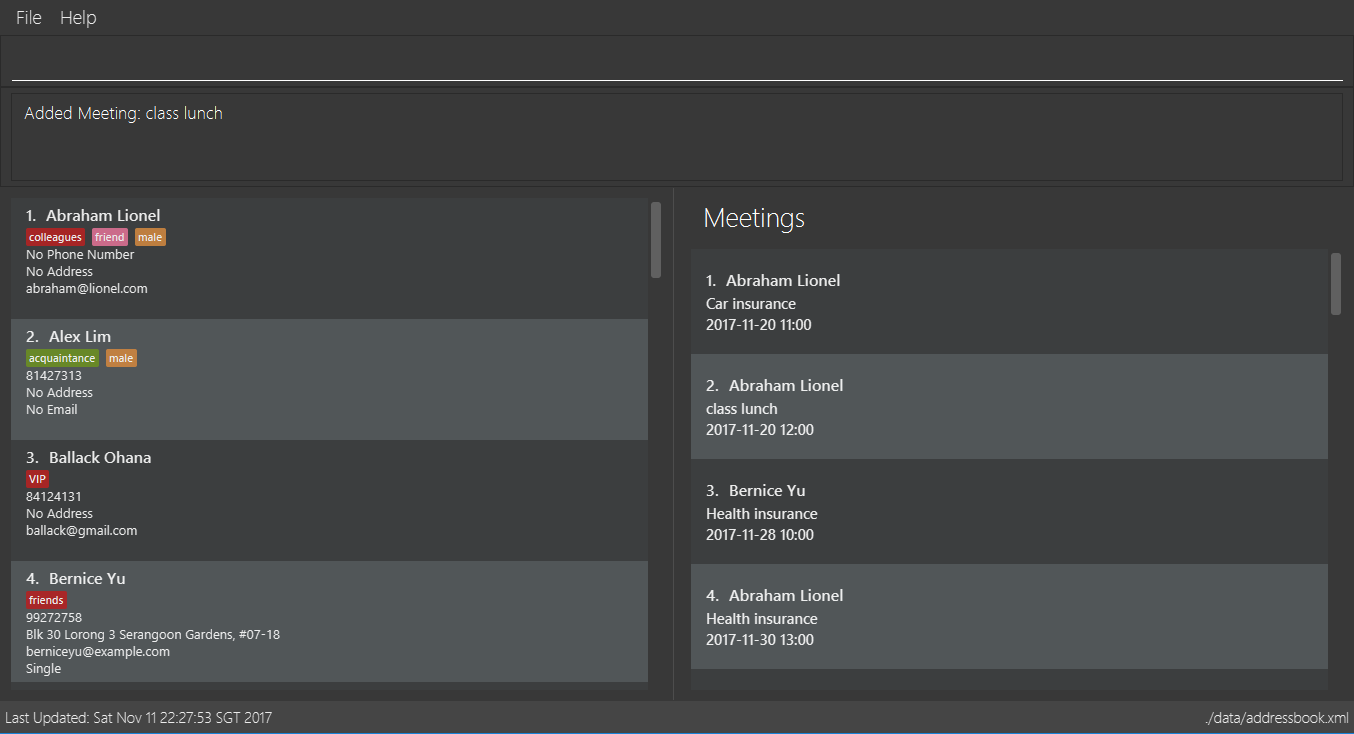 File Help
Added Meeting: class lunch
1. Abraham Lionel
colleagues friend male
No Phone Number
No Address
abraham@lionel.com
2. Alex Lim
acquaintance male
81427313
No Address
No Email
3. Ballack Ohana
VIP
84124131
No Address
ballack@gmail.com
4. Bernice Yu
friends
99272758
Blk 30 Lorong 3 Serangoon Gardens, #07-18
berniceyu@example.com
Single
Meetings
1. Abraham Lionel
Car insurance
2017-11-20 11:00
2. Abraham Lionel
class lunch
2017-11-20 12:00
3. Bernice Yu
Health insurance
2017-11-28 10:00
4. Abraham Lionel
Health insurance
2017-11-30 13:00
Last Updated: Sat Nov 11 22:27:53 SGT 2017
./data/addressbook.xml